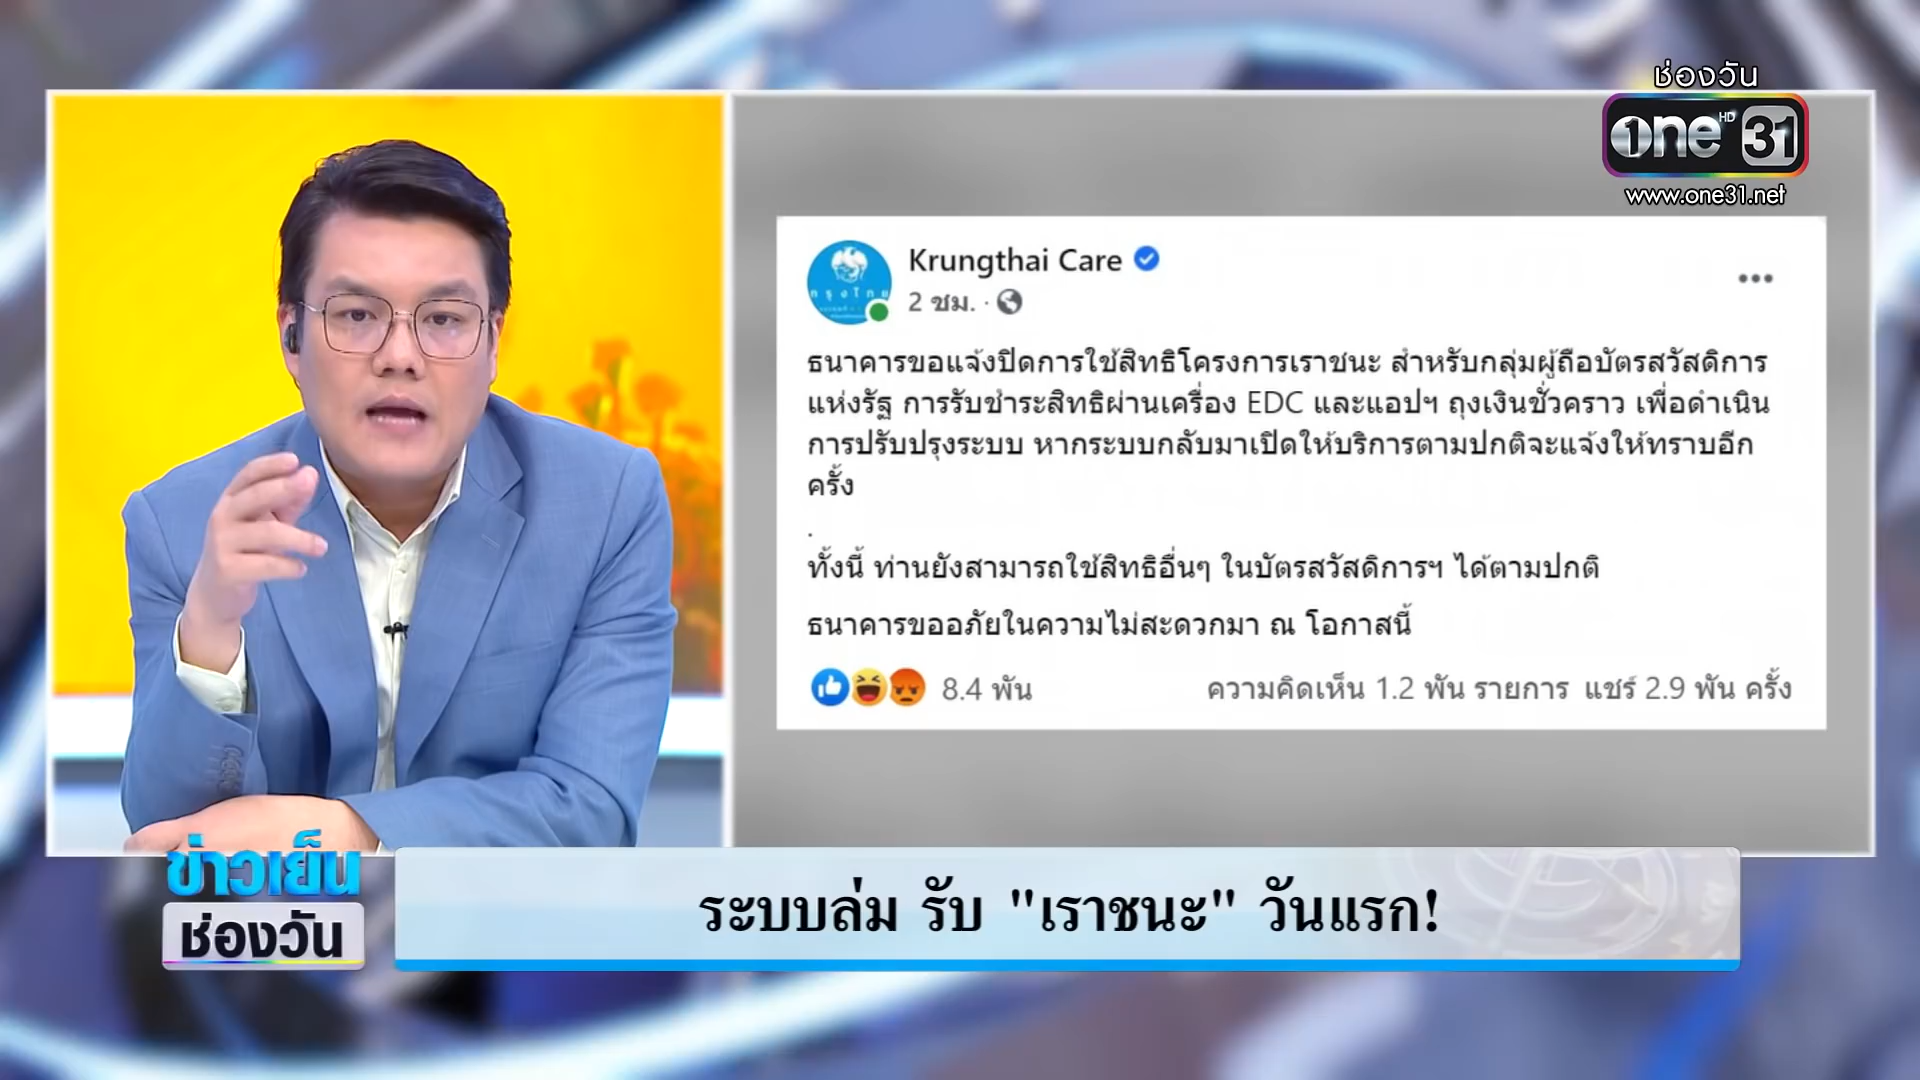 ช่องวัน
one HD 31
www.one31.net
Krungthai Care
2 ชม. ·
กรุงไทย
ธนาคารขอแจ้งปิดการใช้สิทธิโครงการเราชนะ สำหรับกลุ่มผู้ถือบัตรสวัสดิการ
แห่งรัฐ การรับชำระสิทธิผ่านเครื่อง EDC และแอปฯ ถุงเงินชั่วคราว เพื่อดำเนิน
การปรับปรุงระบบ หากระบบกลับมาเปิดให้บริการตามปกติจะแจ้งให้ทราบอีก
ครั้ง
.
ทั้งนี้ ท่านยังสามารถใช้สิทธิอื่นๆ ในบัตรสวัสดิการฯ ได้ตามปกติ
ธนาคารขออภัยในความไม่สะดวกมา ณ โอกาสนี้
8.4 พัน ความคิดเห็น 1.2 พัน รายการ แชร์ 2.9 พัน ครั้ง
ข่าวเย็น
ช่องวัน
ระบบล่ม รับ "เราชนะ" วันแรก!